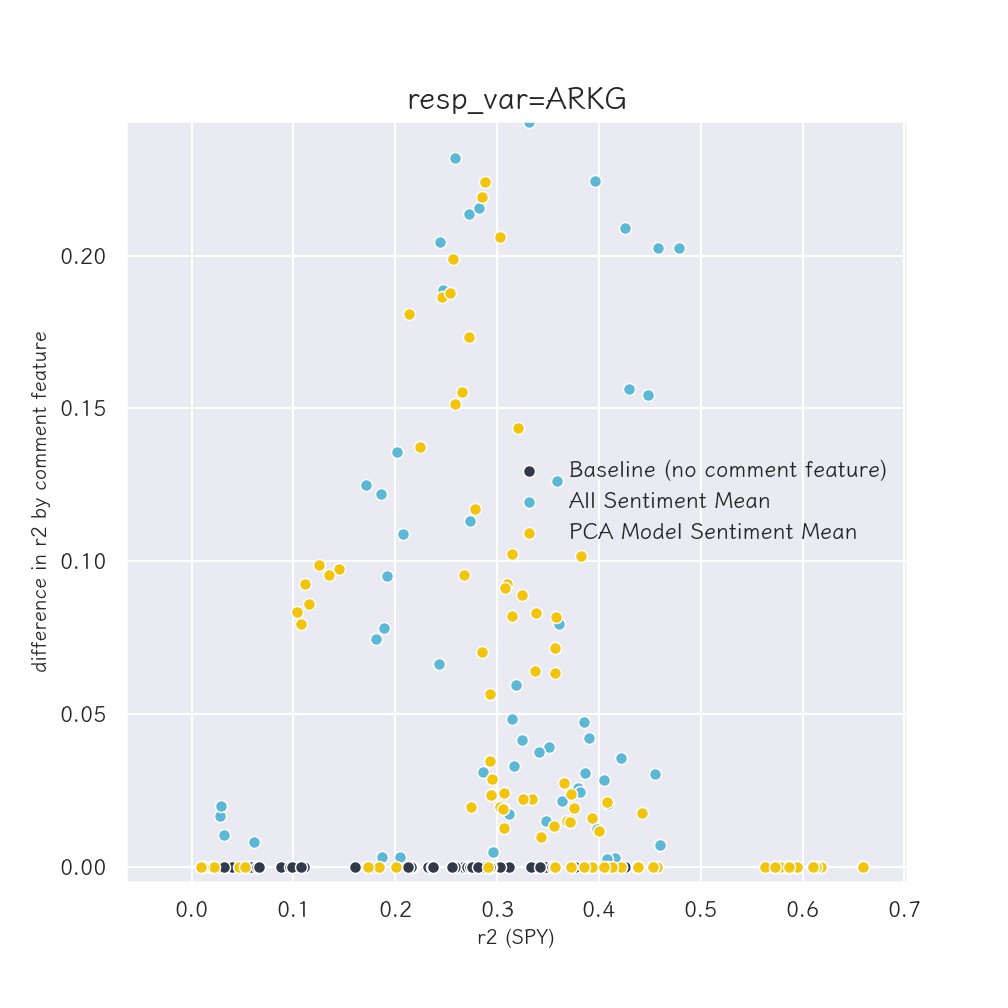 resp_var=ARKG
difference in r2 by comment feature
0.20
0.15
0.10
0.05
0.00
Baseline (no comment feature)
All Sentiment Mean
PCA Model Sentiment Mean
0.0 0.1 0.2 0.3 0.4 0.5 0.6 0.7
r2 (SPY)